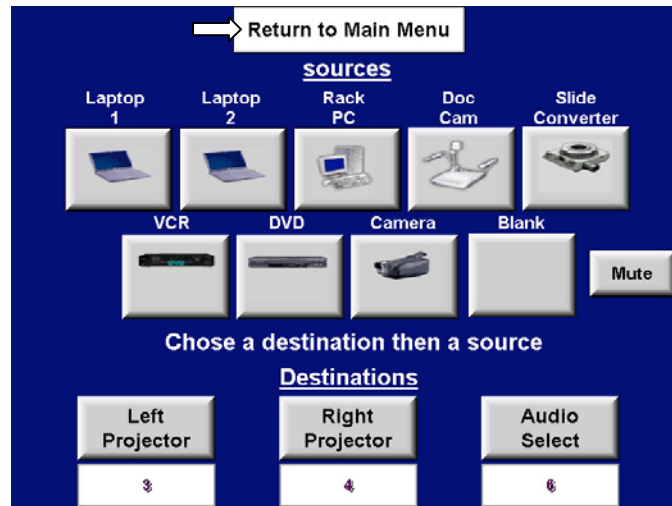 Return to Main Menu
sources
Laptop 1
Laptop 2
Rack PC
Doc Cam
Slide Converter
VCR
DVD
Camera
Blank
Mute
Chose a destination then a source
Destinations
Left Projector
Right Projector
Audio Select
3
4
6